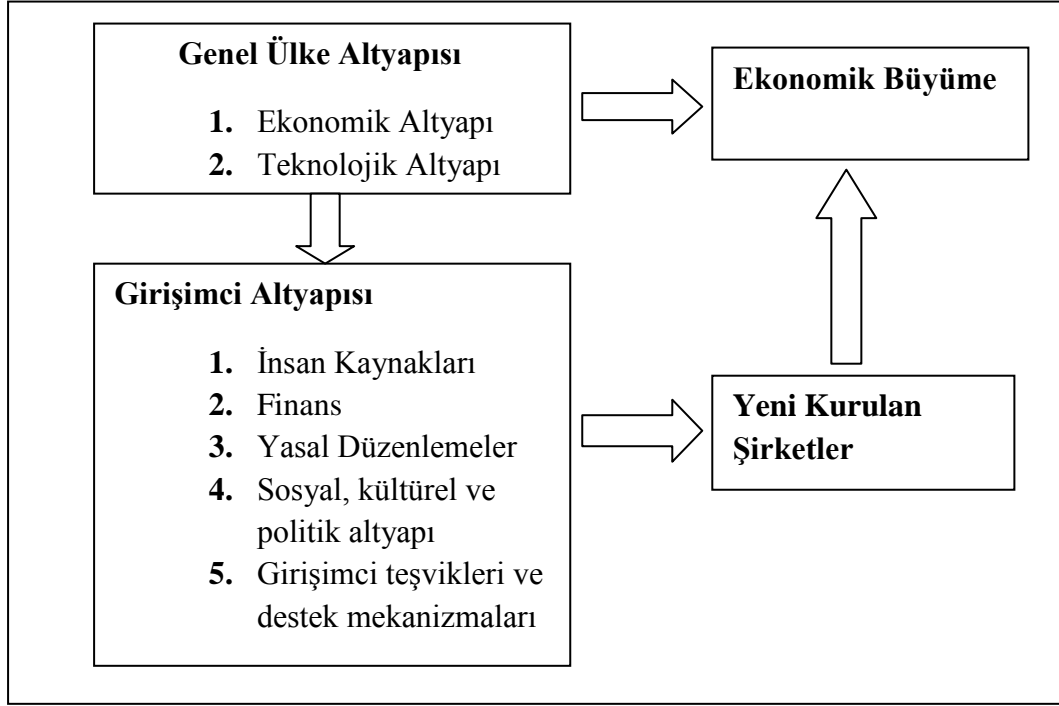 Genel Ülke Altyapısı
1. Ekonomik Altyapı
2. Teknolojik Altyapı
Ekonomik Büyüme
Girişimci Altyapısı
1. İnsan Kaynakları
2. Finans
3. Yasal Düzenlemeler
4. Sosyal, kültürel ve
politik altyapı
5. Girişimci teşvikleri ve
destek mekanizmaları
Yeni Kurulan
Şirketler